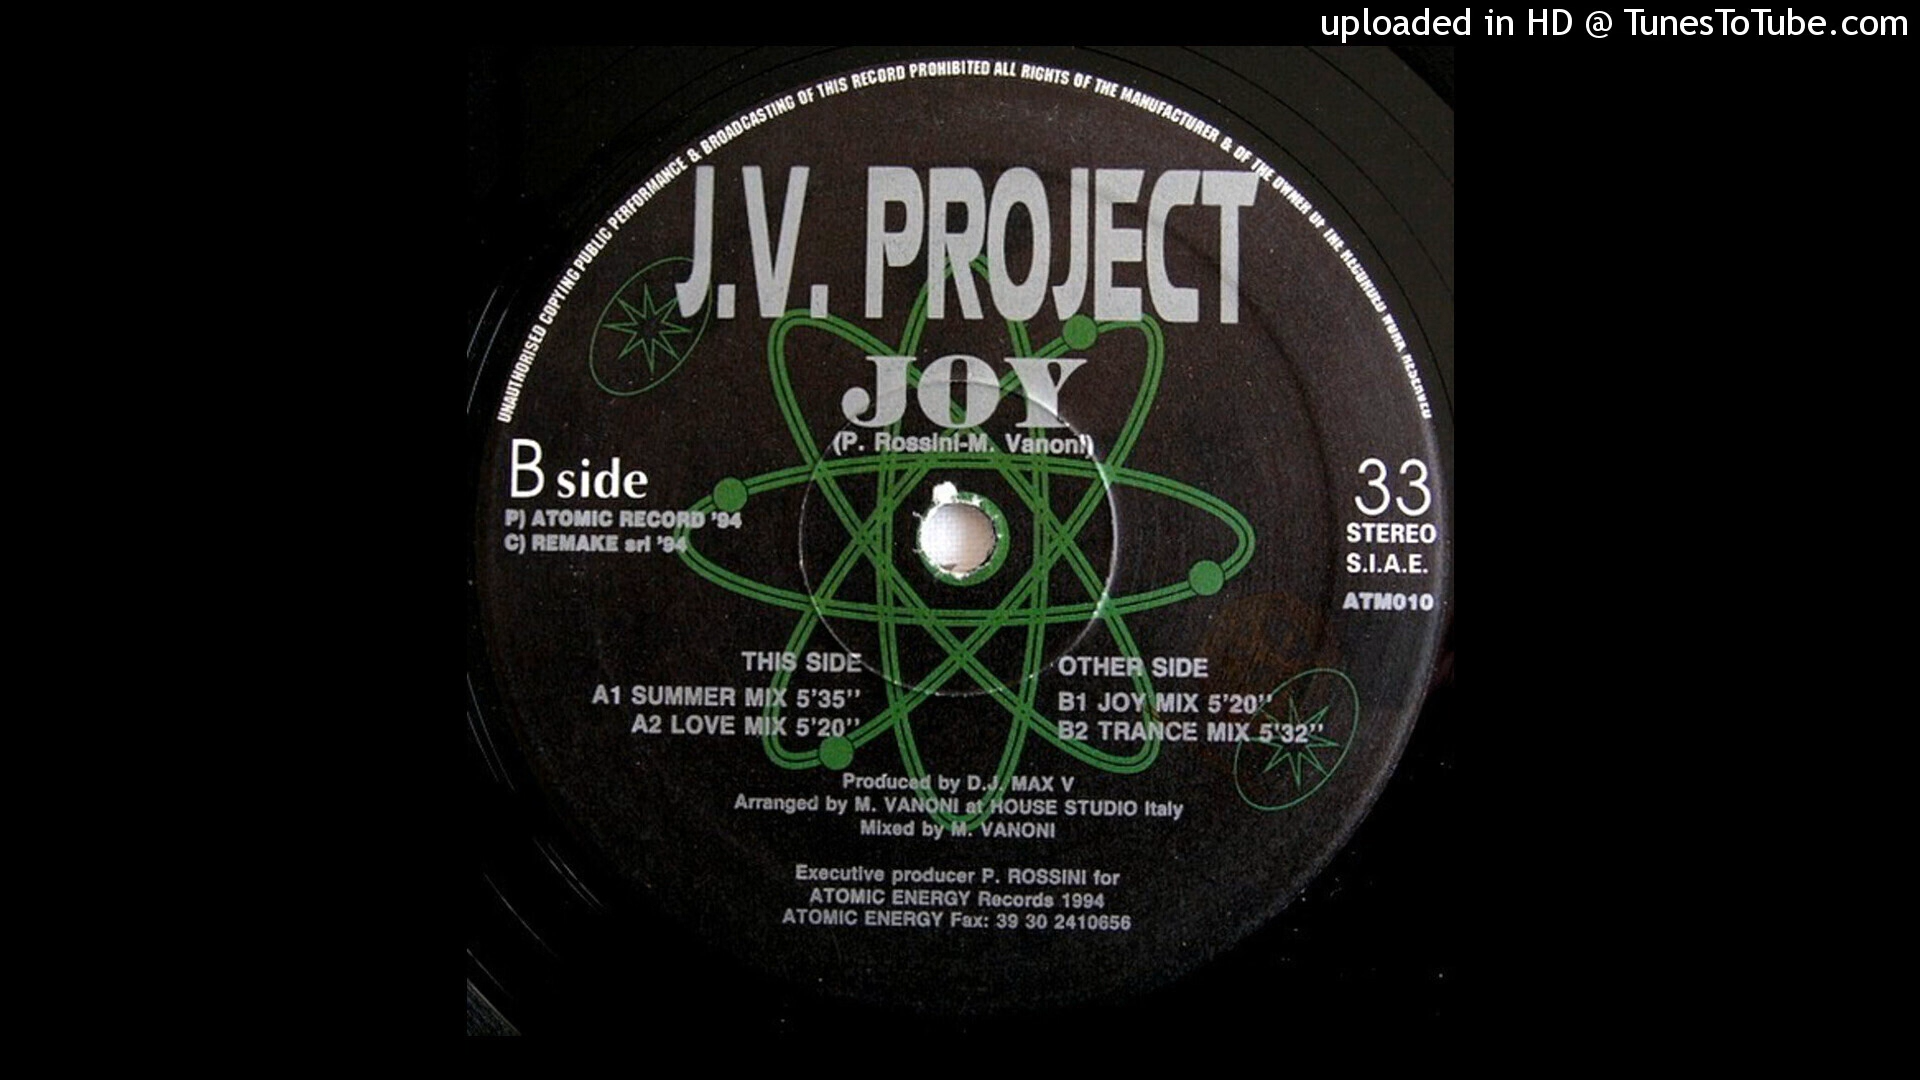 uploaded in HD @ TunesToTube.com
UNAUTHORISED COPYING PUBLIC PERFORMANCE & BROADCASTING OF THIS RECORD PROHIBITED ALL RIGHTS OF THE MANUFACTURER & OF THE OWNER OF THE RECORDED WORK RESERVED
J.V. PROJECT
JOY
(P. Rossini-M. Vanoni)
B side
P) ATOMIC RECORD '94
C) REMAKE srl '94
33
STEREO
S.I.A.E.
ATM010
THIS SIDE
A1 SUMMER MIX 5'35''
A2 LOVE MIX 5'20''
OTHER SIDE
B1 JOY MIX 5'20''
B2 TRANCE MIX 5'32''
Produced by D.J. MAX V
Arranged by M. VANONI at HOUSE STUDIO Italy
Mixed by M. VANONI
Executive producer P. ROSSINI for
ATOMIC ENERGY Records 1994
ATOMIC ENERGY Fax: 39 30 2410656